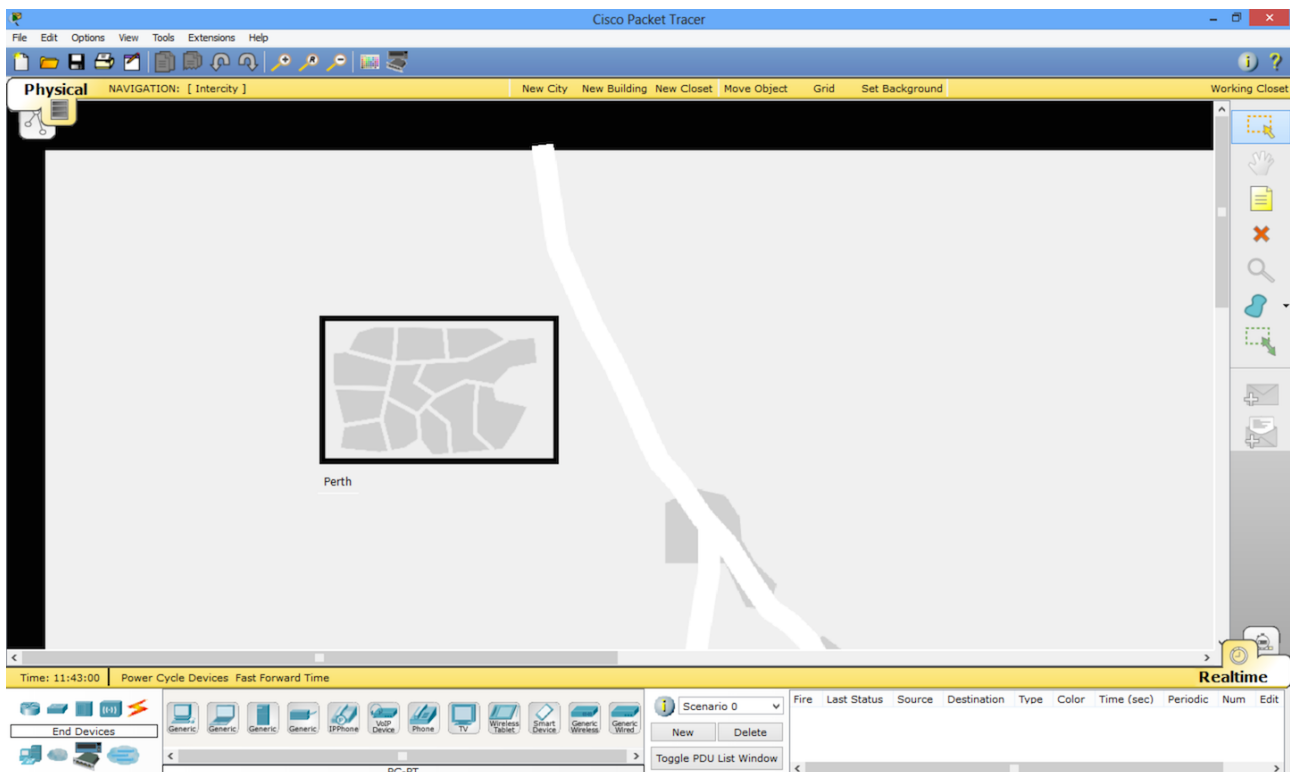 Cisco Packet Tracer
File Edit Options View Tools Extensions Help
Physical NAVIGATION: [ Intercity ] New City New Building New Closet Move Object Grid Set Background Working Closet
Perth
Time: 11:43:00 Power Cycle Devices Fast Forward Time Realtime
Fire Last Status Source Destination Type Color Time (sec) Periodic Num Edit
Scenario 0
End Devices
Generic Generic Generic Generic IPPhone VoIP Device Phone TV Wireless Tablet Smart Device Generic Wireless Generic Wired
New Delete
Toggle PDU List Window
PC-PT